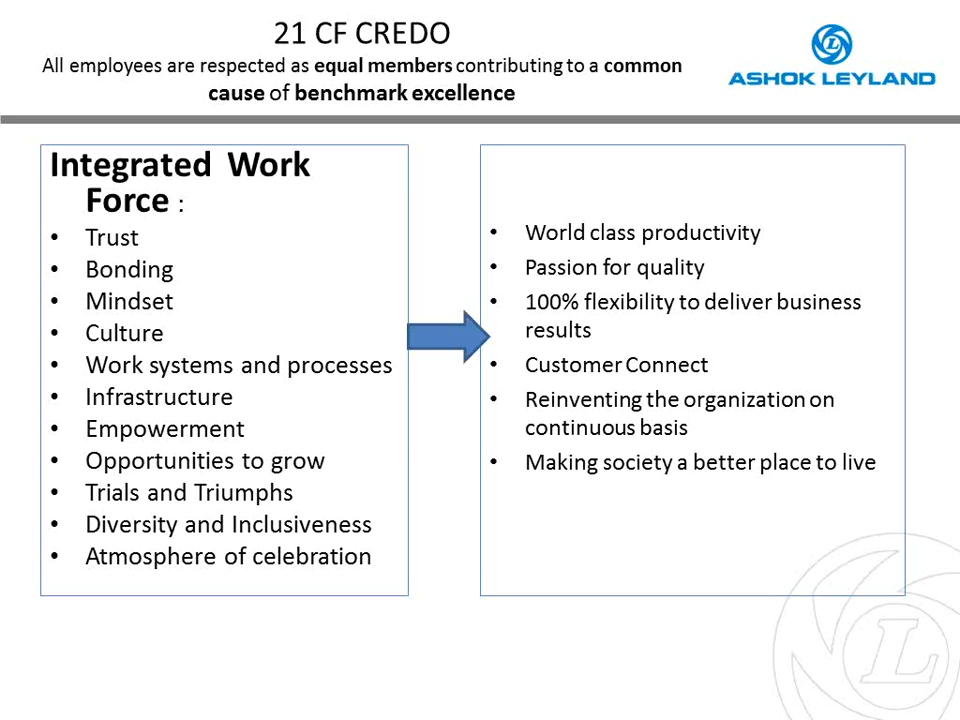 21 CF CREDO
All employees are respected as equal members contributing to a common
cause of benchmark excellence
ASHOK LEYLAND
Integrated Work
Force :
• Trust
• Bonding
• Mindset
• Culture
• Work systems and processes
• Infrastructure
• Empowerment
• Opportunities to grow
• Trials and Triumphs
• Diversity and Inclusiveness
• Atmosphere of celebration
• World class productivity
• Passion for quality
• 100% flexibility to deliver business
results
• Customer Connect
• Reinventing the organization on
continuous basis
• Making society a better place to live
L